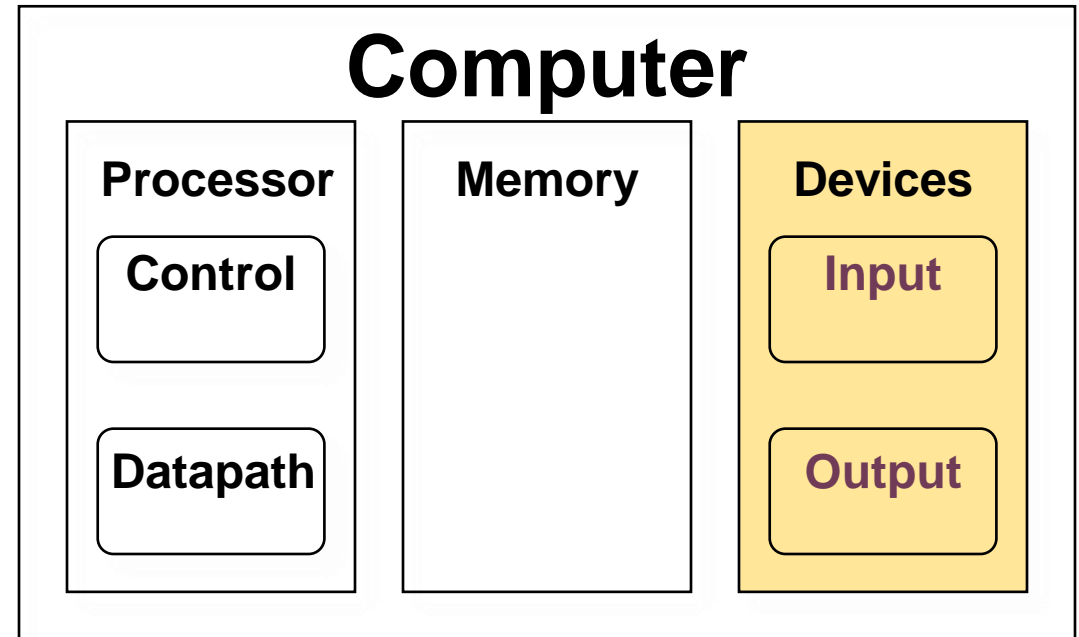 Computer
Processor
Control
Datapath
Memory
Devices
Input
Output